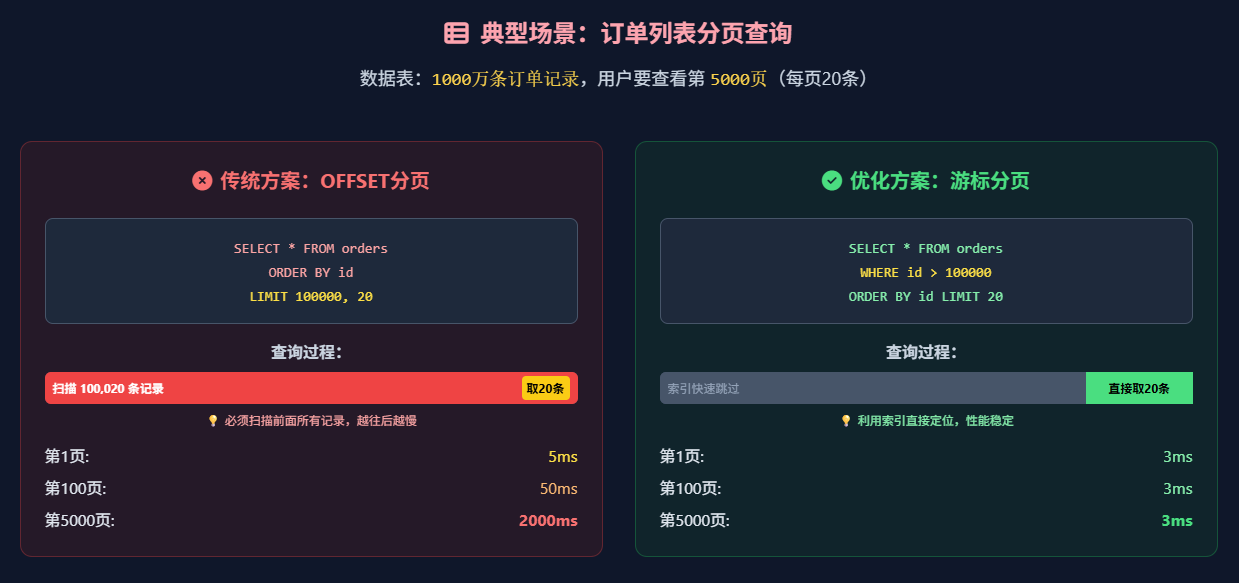 典型场景：订单列表分页查询
数据表：1000万条订单记录，用户要查看第 5000页（每页20条）
传统方案：OFFSET分页
SELECT * FROM orders
ORDER BY id
LIMIT 100000, 20
查询过程：
扫描 100,020 条记录
取20条
必须扫描前面所有记录，越往后越慢
第1页: 5ms
第100页: 50ms
第5000页: 2000ms
优化方案：游标分页
SELECT * FROM orders
WHERE id > 100000
ORDER BY id LIMIT 20
查询过程：
索引快速跳过
直接取20条
利用索引直接定位，性能稳定
第1页: 3ms
第100页: 3ms
第5000页: 3ms